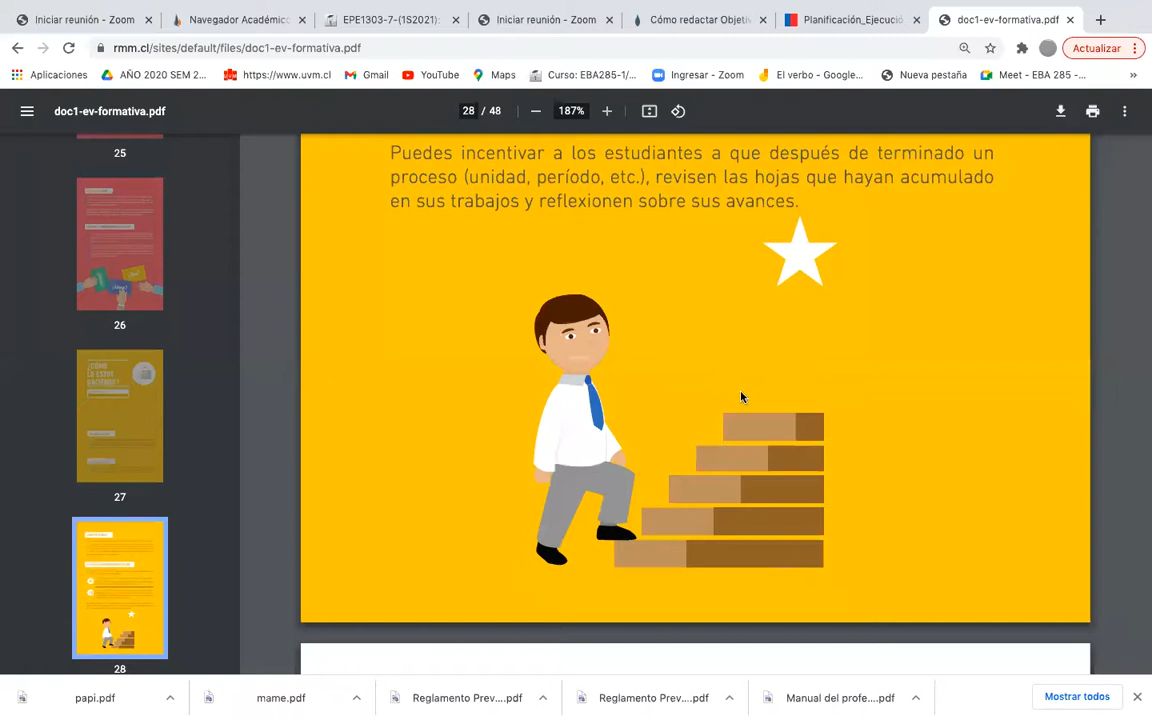 Iniciar reunión - Zoom
Navegador Académico
EPE1303-7-(1S2021):
Iniciar reunión - Zoom
Cómo redactar Objeti
Planificación_Ejecució
doc1-ev-formativa.pdf
rmm.cl/sites/default/files/doc1-ev-formativa.pdf
Actualizar
Aplicaciones
AÑO 2020 SEM 2...
https://www.uvm.cl
Gmail
YouTube
Maps
Curso: EBA285-1/...
Ingresar - Zoom
El verbo - Google...
Nueva pestaña
Meet - EBA 285 -...
doc1-ev-formativa.pdf
28 / 48
187%
25
26
¿CÓMO
LO ESTOY
HACIENDO?
27
28
Puedes incentivar a los estudiantes a que después de terminado un
proceso (unidad, período, etc.), revisen las hojas que hayan acumulado
en sus trabajos y reflexionen sobre sus avances.
papi.pdf
mame.pdf
Reglamento Prev....pdf
Reglamento Prev....pdf
Manual del profe....pdf
Mostrar todos